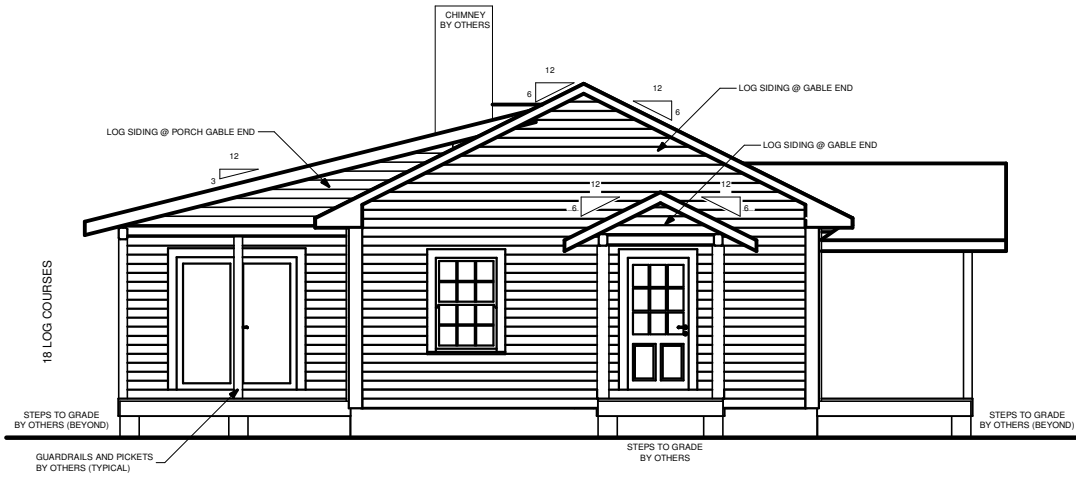 CHIMNEY
BY OTHERS
12
6
12
6
LOG SIDING @ GABLE END
LOG SIDING @ PORCH GABLE END
LOG SIDING @ GABLE END
12
3
12
6
12
6
18 LOG COURSES
STEPS TO GRADE
BY OTHERS (BEYOND)
STEPS TO GRADE
BY OTHERS (BEYOND)
GUARDRAILS AND PICKETS
BY OTHERS (TYPICAL)
STEPS TO GRADE
BY OTHERS